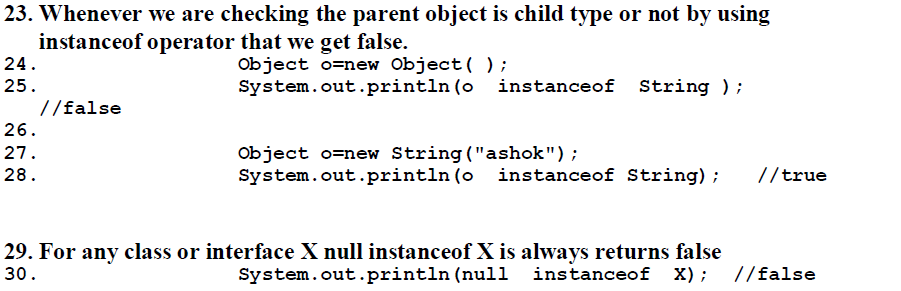 23. Whenever we are checking the parent object is child type or not by using
instanceof operator that we get false.
24. Object o=new Object( );
25. System.out.println(o instanceof String );
//false
26.
27. Object o=new String("ashok");
28. System.out.println(o instanceof String); //true
29. For any class or interface X null instanceof X is always returns false
30. System.out.println(null instanceof X); //false